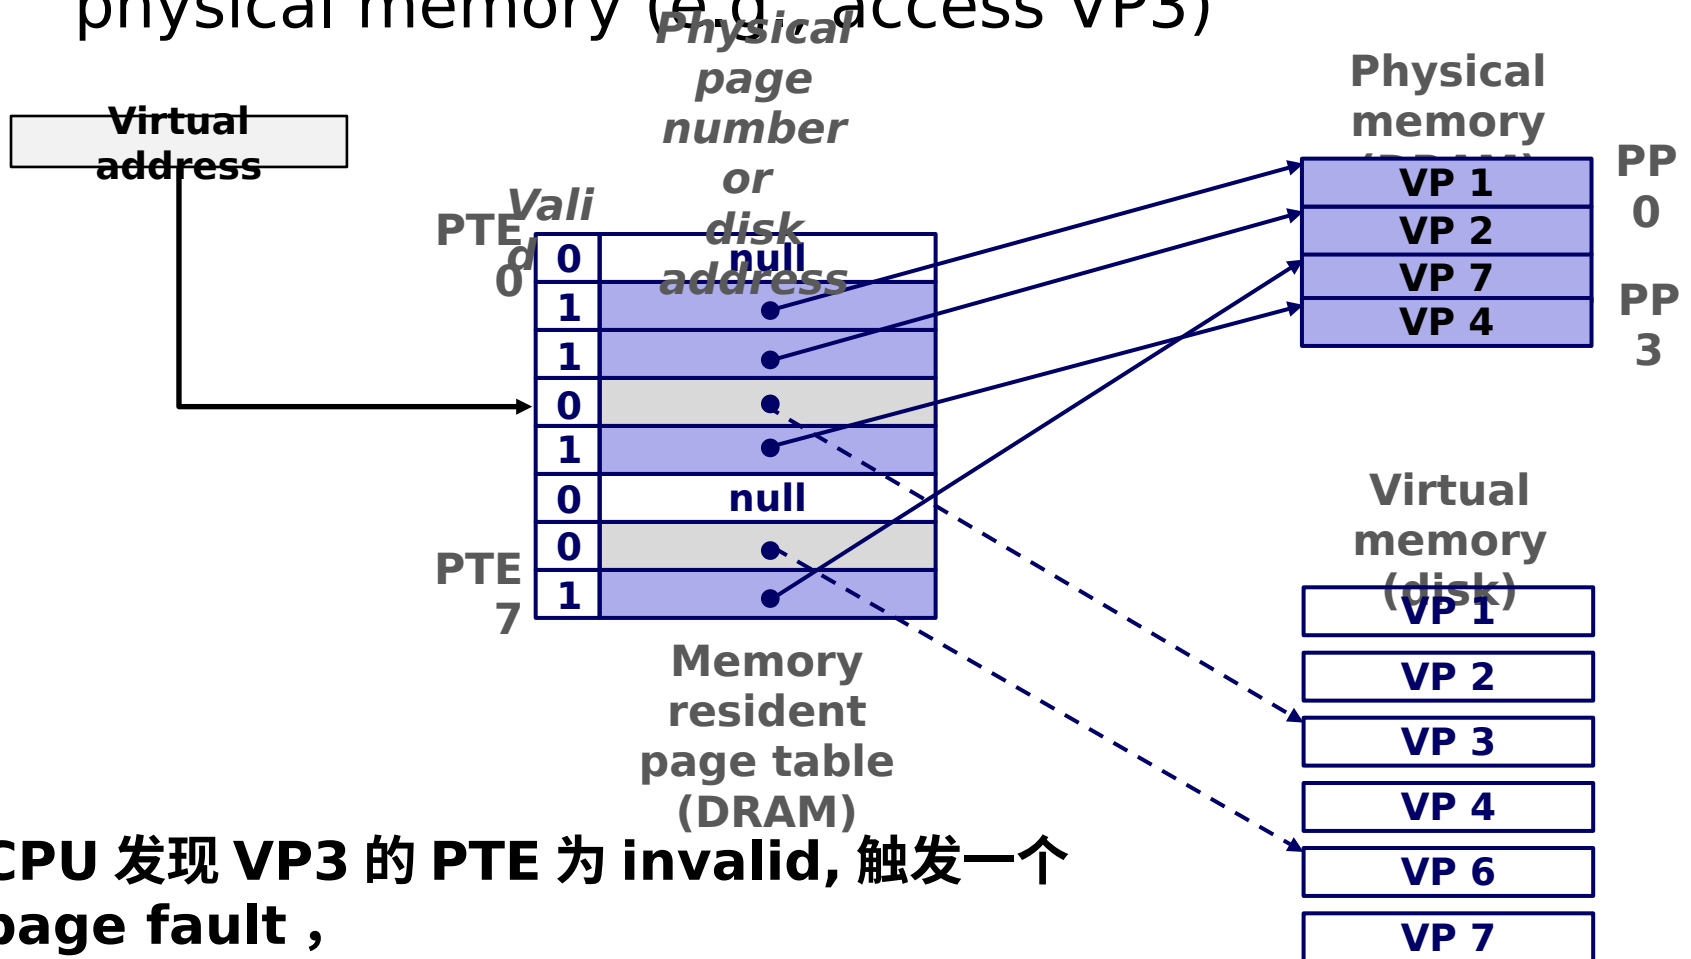 physical memory (e.g., access VP3)
Physical
page
number
or
disk
address
Virtual
address
Vali
d
PTE
0
0
null
1
1
0
1
0
null
0
1
PTE
7
Memory
resident
page table
(DRAM)
Physical
memory
(DRAM)
VP 1
VP 2
VP 7
VP 4
PP
0
PP
3
Virtual
memory
(disk)
VP 1
VP 2
VP 3
VP 4
VP 6
VP 7
CPU 发现 VP3 的 PTE 为 invalid, 触发一个
page fault ，